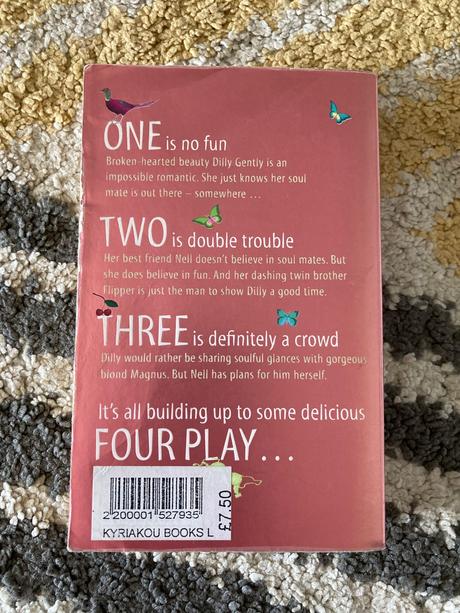 ONE is no fun
Broken-hearted beauty Dilly Gently is an
impossible romantic. She just knows her soul
mate is out there – somewhere ...
TWO is double trouble
Her best friend Nell doesn't believe in soul mates. But
she does believe in fun. And her dashing twin brother
Flipper is just the man to show Dilly a good time.
THREE is definitely a crowd
Dilly would rather be sharing soulful glances with gorgeous
blond Magnus. But Nell has plans for him herself.
It's all building up to some delicious
FOUR PLAY ...
2 200001 527935
KYRIAKOU BOOKS L
£7.50